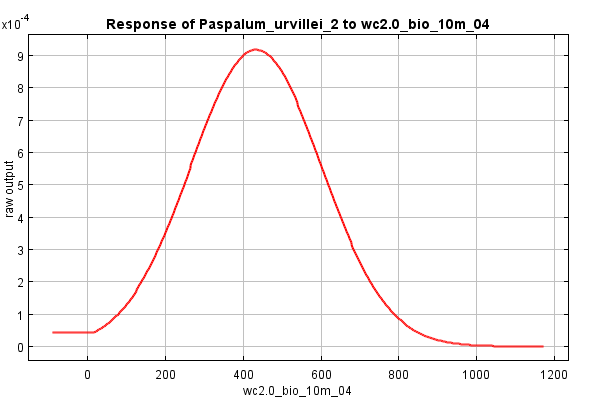 Response of Paspalum_urvillei_2 to wc2.0_bio_10m_04
x10^-4
9
8
7
6
5
4
3
2
1
0
raw output
0 200 400 600 800 1000 1200
wc2.0_bio_10m_04